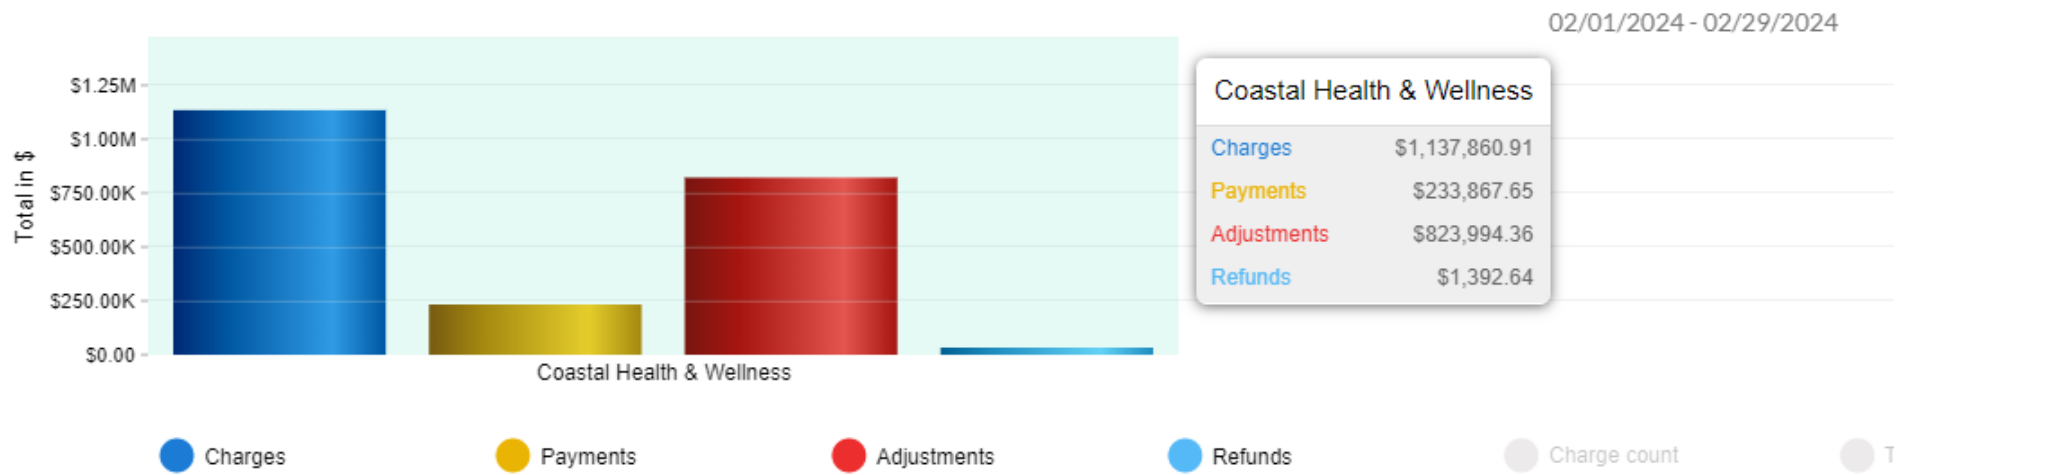 02/01/2024 - 02/29/2024
Total in $
$1.25M
$1.00M
$750.00K
$500.00K
$250.00K
$0.00
Coastal Health & Wellness
Coastal Health & Wellness
Charges $1,137,860.91
Payments $233,867.65
Adjustments $823,994.36
Refunds $1,392.64
Charges Payments Adjustments Refunds Charge count